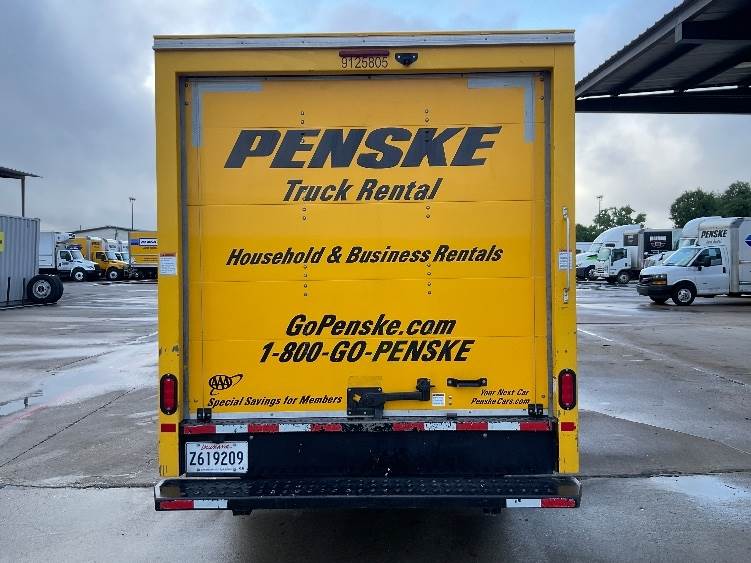 9125805
PENSKE
Truck Rental
Household & Business Rentals
GoPenske.com
1-800-GO-PENSKE
AAA
Special Savings for Members
Your Next Car
PenskeCars.com
Z619209
PENSKE